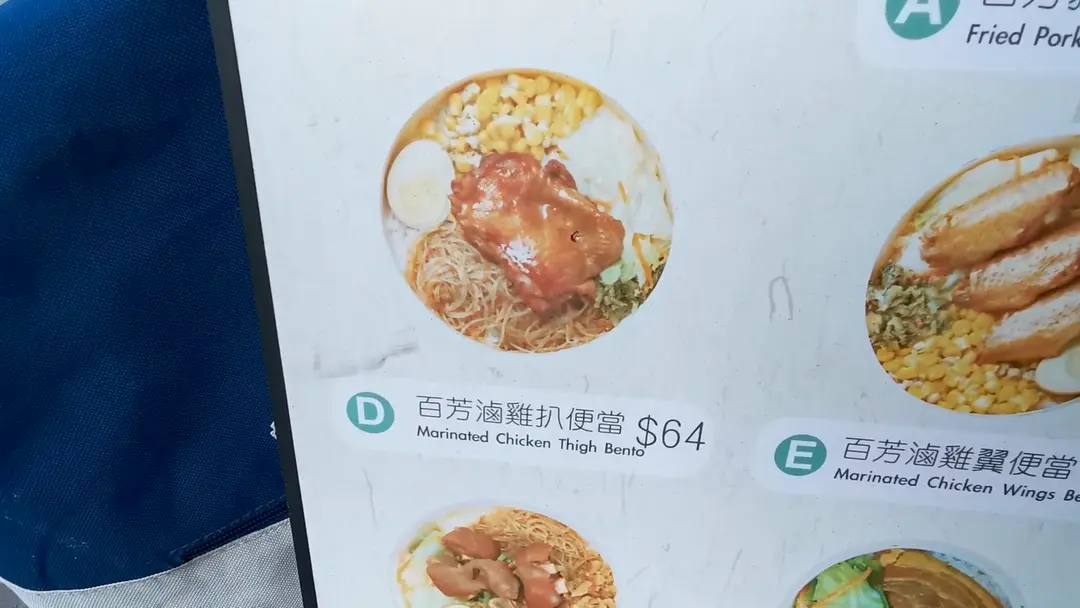 A
Fried Pork
D
百芳滷雞扒便當 $64
Marinated Chicken Thigh Bento
E
百芳滷雞翼便當
Marinated Chicken Wings